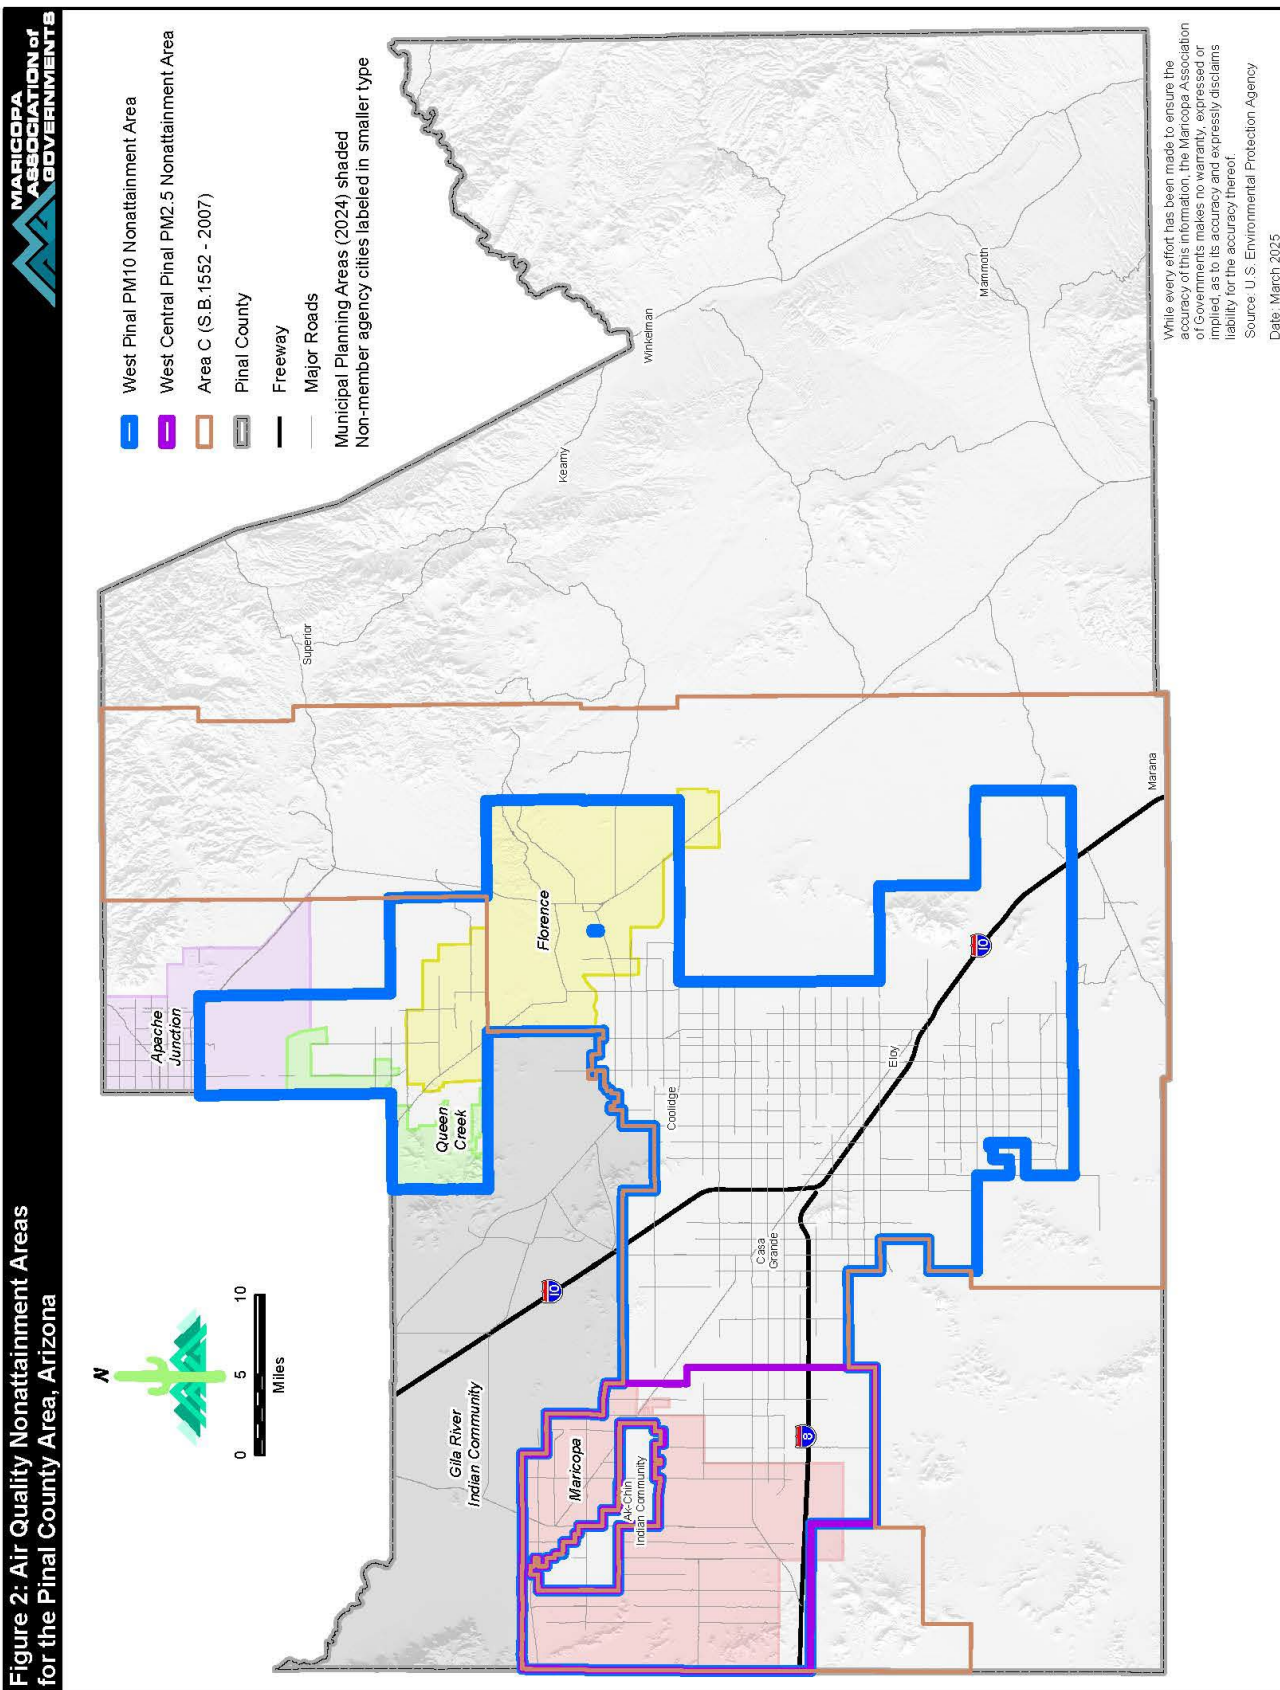 Figure 2: Air Quality Nonattainment Areas
for the Pinal County Area, Arizona
MARICOPA
ASSOCIATION of
GOVERNMENTS
N
0 5 10
Miles
West Pinal PM10 Nonattainment Area
West Central Pinal PM2.5 Nonattainment Area
Area C (S.B.1552 - 2007)
Pinal County
Freeway
Major Roads
Municipal Planning Areas (2024) shaded
Non-member agency cities labeled in smaller type
Apache
Junction
Superior
Queen
Creek
Gila River
Indian Community
10
Florence
Kearny
Maricopa
Ak-Chin
Indian Community
Winkelman
Coolidge
Casa
Grande
8
Eloy
10
Mammoth
Marana
While every effort has been made to ensure the
accuracy of this information, the Maricopa Association
of Governments makes no warranty, expressed or
implied, as to its accuracy and expressly disclaims
liability for the accuracy thereof.
Source: U.S. Environmental Protection Agency
Date: March 2025